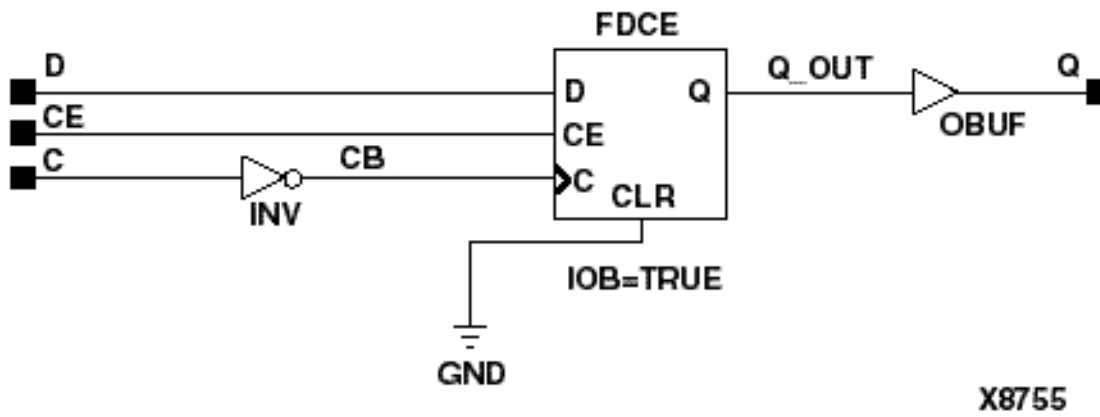 FDCE
D
D
Q
Q_OUT
Q
CE
CE
OBUF
C
INV
CB
C
CLR
IOB=TRUE
GND
X8755